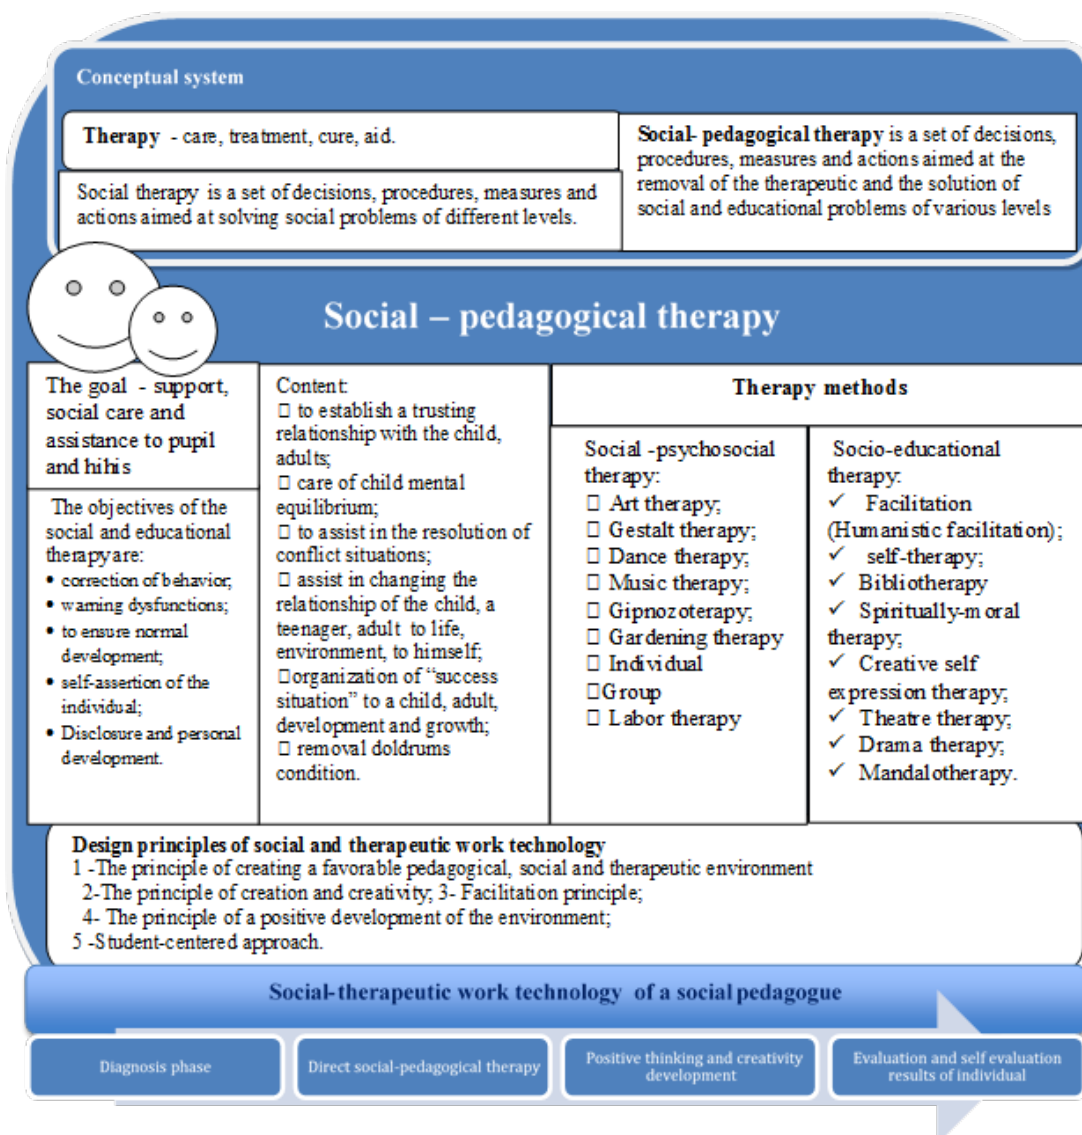 Conceptual system
Therapy - care, treatment, cure, aid.
Social therapy is a set of decisions, procedures, measures and
actions aimed at solving social problems of different levels.
Social- pedagogical therapy is a set of decisions,
procedures, measures and actions aimed at the
removal of the therapeutic and the solution of
social and educational problems of various levels
Social – pedagogical therapy
The goal - support,
social care and
assistance to pupil
and hihis
The objectives of the
social and educational
therapyare:
• correction of behavior;
• warning dysfunctions;
• to ensure normal
development;
• self-assertion of the
individual;
• Disclosure and personal
development.
Content:
□ to establish a trusting
relationship with the child,
adults;
□ care of child mental
equilibrium;
□ to assist in the resolution of
conflict situations;
□ assist in changing the
relationship of the child, a
teenager, adult to life,
environment, to himself;
□organization of “success
situation” to a child, adult,
development and growth;
□ removal doldrums
condition.
Therapy methods
Social -psychosocial
therapy:
□ Art therapy;
□ Gestalt therapy;
□ Dance therapy;
□ Music therapy;
□ Gipnozoterapy;
□ Gardening therapy
□ Individual
□Group
□ Labor therapy
Socio-educational
therapy:
✓ Facilitation
(Humanistic facilitation);
✓ self-therapy;
✓ Bibliotherapy
✓ Spiritually-moral
therapy;
✓ Creative self
expression therapy;
✓ Theatre therapy;
✓ Drama therapy;
✓ Mandalotherapy.
Design principles of social and therapeutic work technology
1 -The principle of creating a favorable pedagogical, social and therapeutic environment
2-The principle of creation and creativity; 3- Facilitation principle;
4- The principle of a positive development of the environment;
5 -Student-centered approach.
Social-therapeutic work technology of a social pedagogue
Diagnosis phase
Direct social-pedagogical therapy
Positive thinking and creativity
development
Evaluation and self evaluation
results of individual